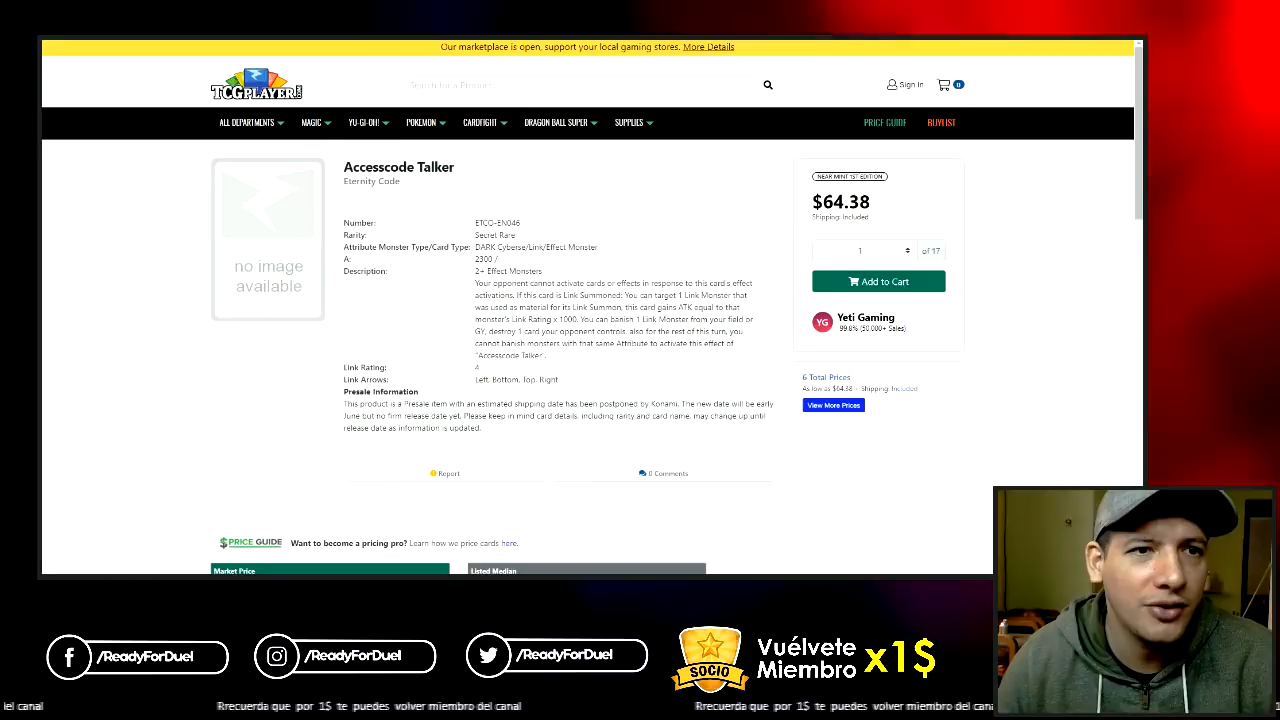 Our marketplace is open, support your local gaming stores. More Details
TCGPLAYER.COM
Search for a Product...
Sign In
0
ALL DEPARTMENTS MAGIC YU-GI-OH! POKEMON CARDFIGHT DRAGON BALL SUPER SUPPLIES PRICE GUIDE BUYLIST
no image
available
Accesscode Talker
Eternity Code
Number: ETCO-EN046
Rarity: Secret Rare
Attribute Monster Type/Card Type: DARK Cyberse/Link/Effect Monster
A: 2300 /
Description: 2+ Effect Monsters
Your opponent cannot activate cards or effects in response to this card's effect
activations. If this card is Link Summoned: You can target 1 Link Monster that
was used as material for its Link Summon, this card gains ATK equal to that
monster's Link Rating x 1000. You can banish 1 Link Monster from your field or
GY, destroy 1 card your opponent controls, also for the rest of this turn, you
cannot banish monsters with that same Attribute to activate this effect of
"Accesscode Talker".
Link Rating: 4
Link Arrows: Left, Bottom, Top, Right
Presale Information
This product is a Presale item with an estimated shipping date has been postponed by Konami. The new date will be early
June but no firm release date yet. Please keep in mind card details, including rarity and card name, may change up until
release date as information is updated.
Report
0 Comments
NEAR MINT 1ST EDITION
$64.38
Shipping: Included
1 of 17
Add to Cart
YG
Yeti Gaming
99.8% (50,000+ Sales)
6 Total Prices
As low as $64.38 - Shipping: Included
View More Prices
PRICE GUIDE Want to become a pricing pro? Learn how we price cards here.
Market Price
Listed Median
/ReadyForDuel
/ReadyForDuel
/ReadyForDuel
SOCIO
Vuélvete
Miembro x1$
del canal
Rrecuerda que por 1$ te puedes volver miembro del canal
Rrecuerda que por 1$ te puedes